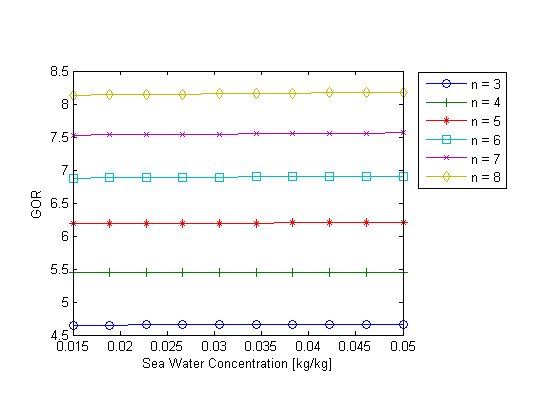 8.5
8
7.5
7
6.5
6
5.5
5
4.5
GOR
0.015 0.02 0.025 0.03 0.035 0.04 0.045 0.05
Sea Water Concentration [kg/kg]
n = 3
n = 4
n = 5
n = 6
n = 7
n = 8